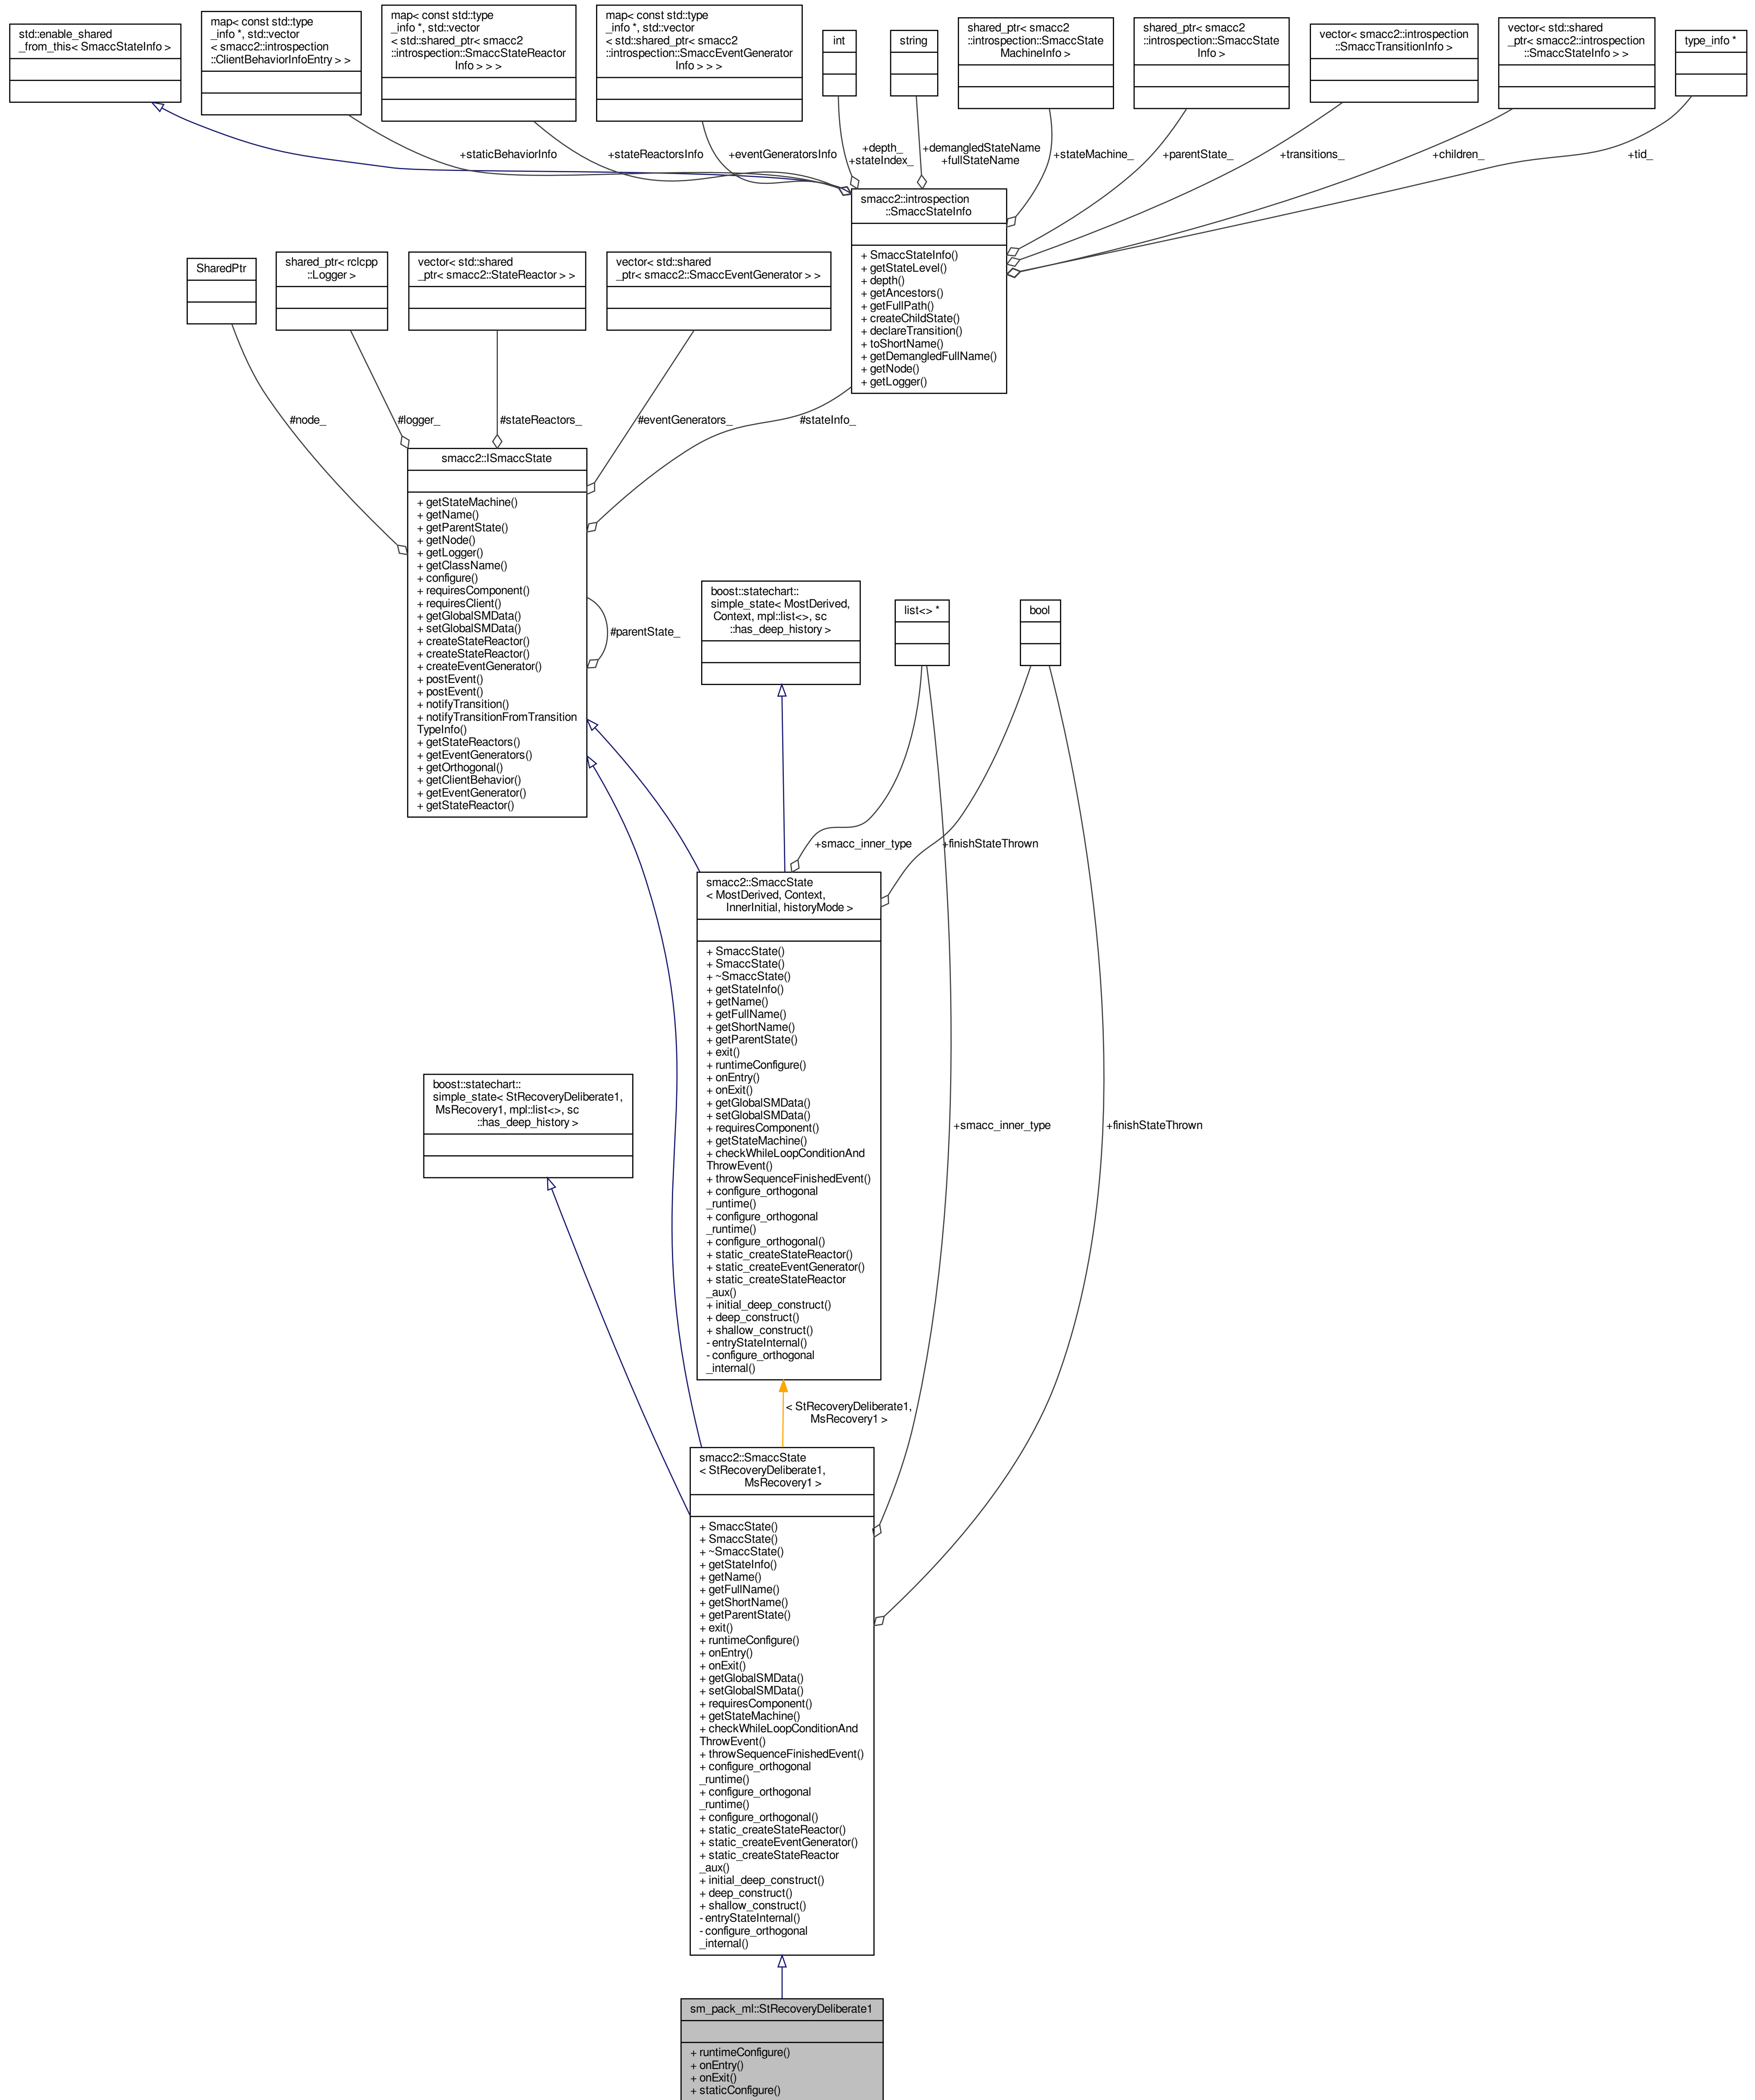 std::enable_shared
_from_this< SmaccStateInfo >
map< const std::type
_info *, std::vector
< smacc2::introspection
::ClientBehaviorInfoEntry > >
map< const std::type
_info *, std::vector
< std::shared_ptr< smacc2
::introspection::SmaccStateReactor
Info > > >
map< const std::type
_info *, std::vector
< std::shared_ptr< smacc2
::introspection::SmaccEventGenerator
Info > > >
int
string
shared_ptr< smacc2
::introspection::SmaccState
MachineInfo >
shared_ptr< smacc2
::introspection::SmaccState
Info >
vector< smacc2::introspection
::SmaccTransitionInfo >
vector< std::shared
_ptr< smacc2::introspection
::SmaccStateInfo > >
type_info *
+staticBehaviorInfo
+stateReactorsInfo
+eventGeneratorsInfo
+depth_
+stateIndex_
+demangledStateName
+fullStateName
+stateMachine_
+parentState_
+transitions_
+children_
+tid_
smacc2::introspection
::SmaccStateInfo
+ SmaccStateInfo()
+ getStateLevel()
+ depth()
+ getAncestors()
+ getFullPath()
+ createChildState()
+ declareTransition()
+ toShortName()
+ getDemangledFullName()
+ getNode()
+ getLogger()
SharedPtr
shared_ptr< rclcpp
::Logger >
vector< std::shared
_ptr< smacc2::StateReactor > >
vector< std::shared
_ptr< smacc2::SmaccEventGenerator > >
#node_
#logger_
#stateReactors_
#eventGenerators_
#stateInfo_
smacc2::ISmaccState
+ getStateMachine()
+ getName()
+ getParentState()
+ getNode()
+ getLogger()
+ getClassName()
+ configure()
+ requiresComponent()
+ requiresClient()
+ getGlobalSMData()
+ setGlobalSMData()
+ createStateReactor()
+ createStateReactor()
+ createEventGenerator()
+ postEvent()
+ postEvent()
+ notifyTransition()
+ notifyTransitionFromTransition
TypeInfo()
+ getStateReactors()
+ getEventGenerators()
+ getOrthogonal()
+ getClientBehavior()
+ getEventGenerator()
+ getStateReactor()
#parentState_
boost::statechart::
simple_state< MostDerived,
Context, mpl::list<>, sc
::has_deep_history >
list<> *
bool
+smacc_inner_type
+finishStateThrown
smacc2::SmaccState
< MostDerived, Context,
InnerInitial, historyMode >
+ SmaccState()
+ SmaccState()
+ ~SmaccState()
+ getStateInfo()
+ getName()
+ getFullName()
+ getShortName()
+ getParentState()
+ exit()
+ runtimeConfigure()
+ onEntry()
+ onExit()
+ getGlobalSMData()
+ setGlobalSMData()
+ requiresComponent()
+ getStateMachine()
+ checkWhileLoopConditionAnd
ThrowEvent()
+ throwSequenceFinishedEvent()
+ configure_orthogonal
_runtime()
+ configure_orthogonal
_runtime()
+ configure_orthogonal()
+ static_createStateReactor()
+ static_createEventGenerator()
+ static_createStateReactor
_aux()
+ initial_deep_construct()
+ deep_construct()
+ shallow_construct()
- entryStateInternal()
- configure_orthogonal
_internal()
boost::statechart::
simple_state< StRecoveryDeliberate1,
MsRecovery1, mpl::list<>, sc
::has_deep_history >
+smacc_inner_type
+finishStateThrown
< StRecoveryDeliberate1,
MsRecovery1 >
smacc2::SmaccState
< StRecoveryDeliberate1,
MsRecovery1 >
+ SmaccState()
+ SmaccState()
+ ~SmaccState()
+ getStateInfo()
+ getName()
+ getFullName()
+ getShortName()
+ getParentState()
+ exit()
+ runtimeConfigure()
+ onEntry()
+ onExit()
+ getGlobalSMData()
+ setGlobalSMData()
+ requiresComponent()
+ getStateMachine()
+ checkWhileLoopConditionAnd
ThrowEvent()
+ throwSequenceFinishedEvent()
+ configure_orthogonal
_runtime()
+ configure_orthogonal
_runtime()
+ configure_orthogonal()
+ static_createStateReactor()
+ static_createEventGenerator()
+ static_createStateReactor
_aux()
+ initial_deep_construct()
+ deep_construct()
+ shallow_construct()
- entryStateInternal()
- configure_orthogonal
_internal()
sm_pack_ml::StRecoveryDeliberate1
+ runtimeConfigure()
+ onEntry()
+ onExit()
+ staticConfigure()